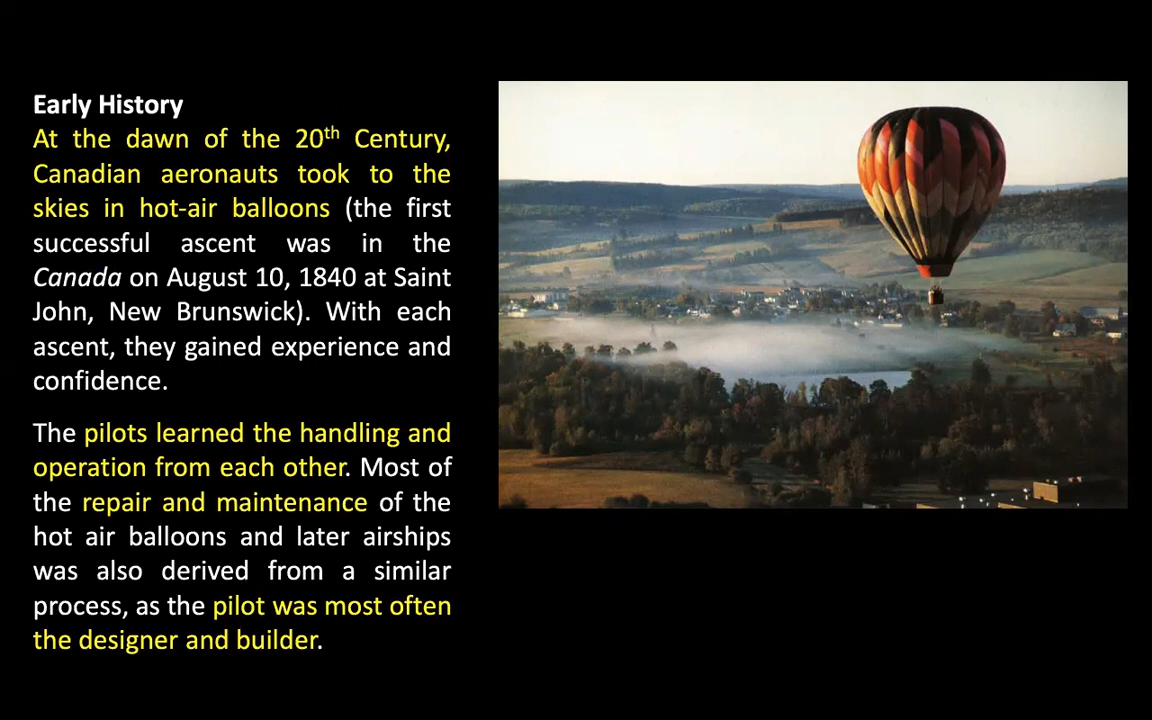 Early History
At the dawn of the 20th Century,
Canadian aeronauts took to the
skies in hot-air balloons (the first
successful ascent was in the
Canada on August 10, 1840 at Saint
John, New Brunswick). With each
ascent, they gained experience and
confidence.
The pilots learned the handling and
operation from each other. Most of
the repair and maintenance of the
hot air balloons and later airships
was also derived from a similar
process, as the pilot was most often
the designer and builder.